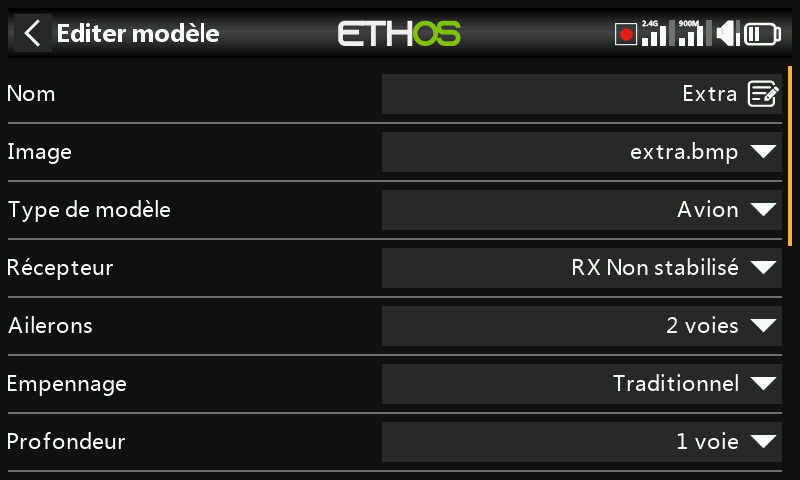 Editer modèle
ETHOS
2.4G
900M
Nom
Extra
Image
extra.bmp
Type de modèle
Avion
Récepteur
RX Non stabilisé
Ailerons
2 voies
Empennage
Traditionnel
Profondeur
1 voie